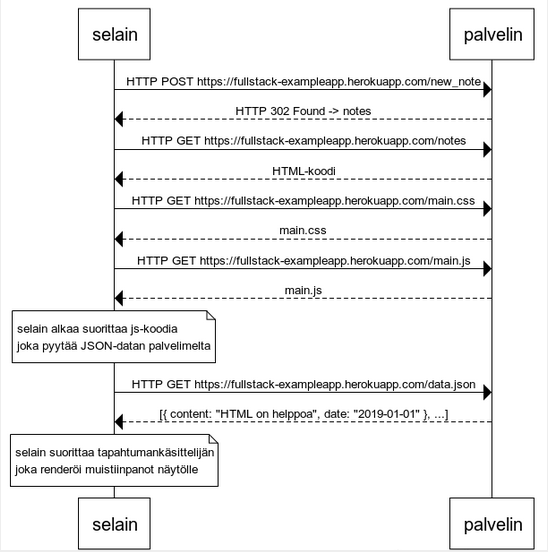 selain
palvelin
HTTP POST https://fullstack-exampleapp.herokuapp.com/new_note
HTTP 302 Found -> notes
HTTP GET https://fullstack-exampleapp.herokuapp.com/notes
HTML-koodi
HTTP GET https://fullstack-exampleapp.herokuapp.com/main.css
main.css
HTTP GET https://fullstack-exampleapp.herokuapp.com/main.js
main.js
selain alkaa suorittaa js-koodia
joka pyytää JSON-datan palvelimelta
HTTP GET https://fullstack-exampleapp.herokuapp.com/data.json
[{ content: "HTML on helppoa", date: "2019-01-01" }, ...]
selain suorittaa tapahtumankäsittelijän
joka renderöi muistiinpanot näytölle
selain
palvelin